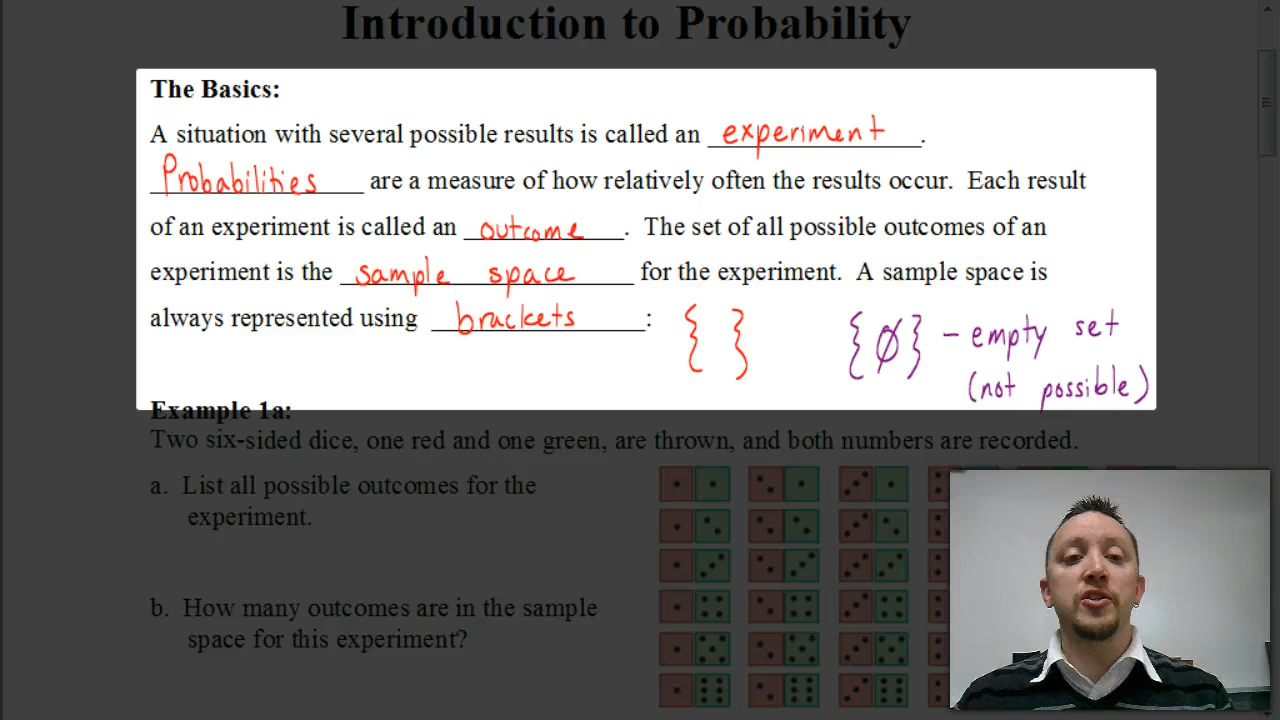 Introduction to Probability
The Basics:
A situation with several possible results is called an experiment.
Probabilities are a measure of how relatively often the results occur. Each result
of an experiment is called an outcome. The set of all possible outcomes of an
experiment is the sample space for the experiment. A sample space is
always represented using brackets: { } {∅} - empty set
(not possible)
Example 1a:
Two six-sided dice, one red and one green, are thrown, and both numbers are recorded.
a. List all possible outcomes for the
experiment.
b. How many outcomes are in the sample
space for this experiment?